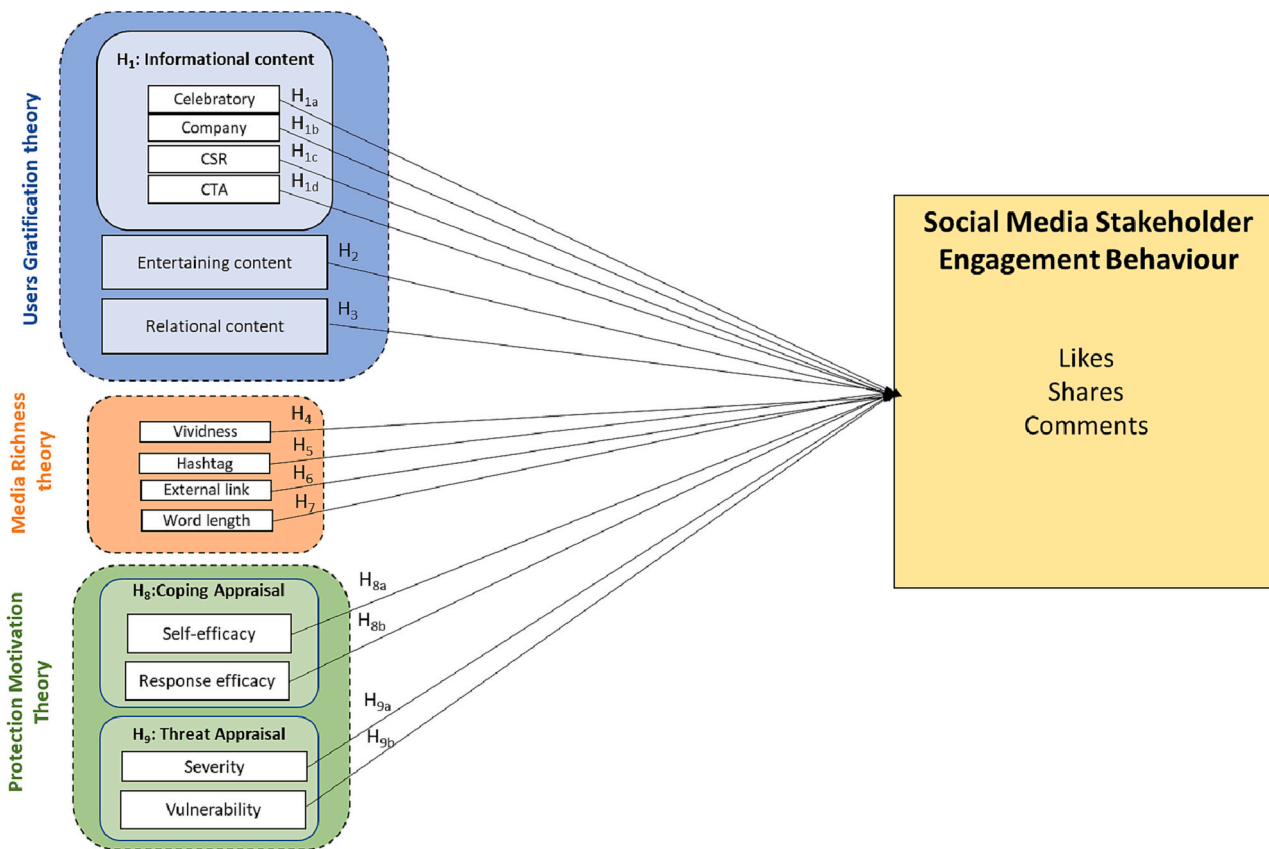 Users Gratification theory
H1: Informational content
Celebratory
H1a
Company
H1b
CSR
H1c
CTA
H1d
Entertaining content
H2
Relational content
H3
Media Richness
theory
Vividness
H4
Hashtag
H5
External link
H6
Word length
H7
Protection Motivation
Theory
H8:Coping Appraisal
Self-efficacy
H8a
Response efficacy
H8b
H9: Threat Appraisal
Severity
H9a
Vulnerability
H9b
Social Media Stakeholder
Engagement Behaviour
Likes
Shares
Comments